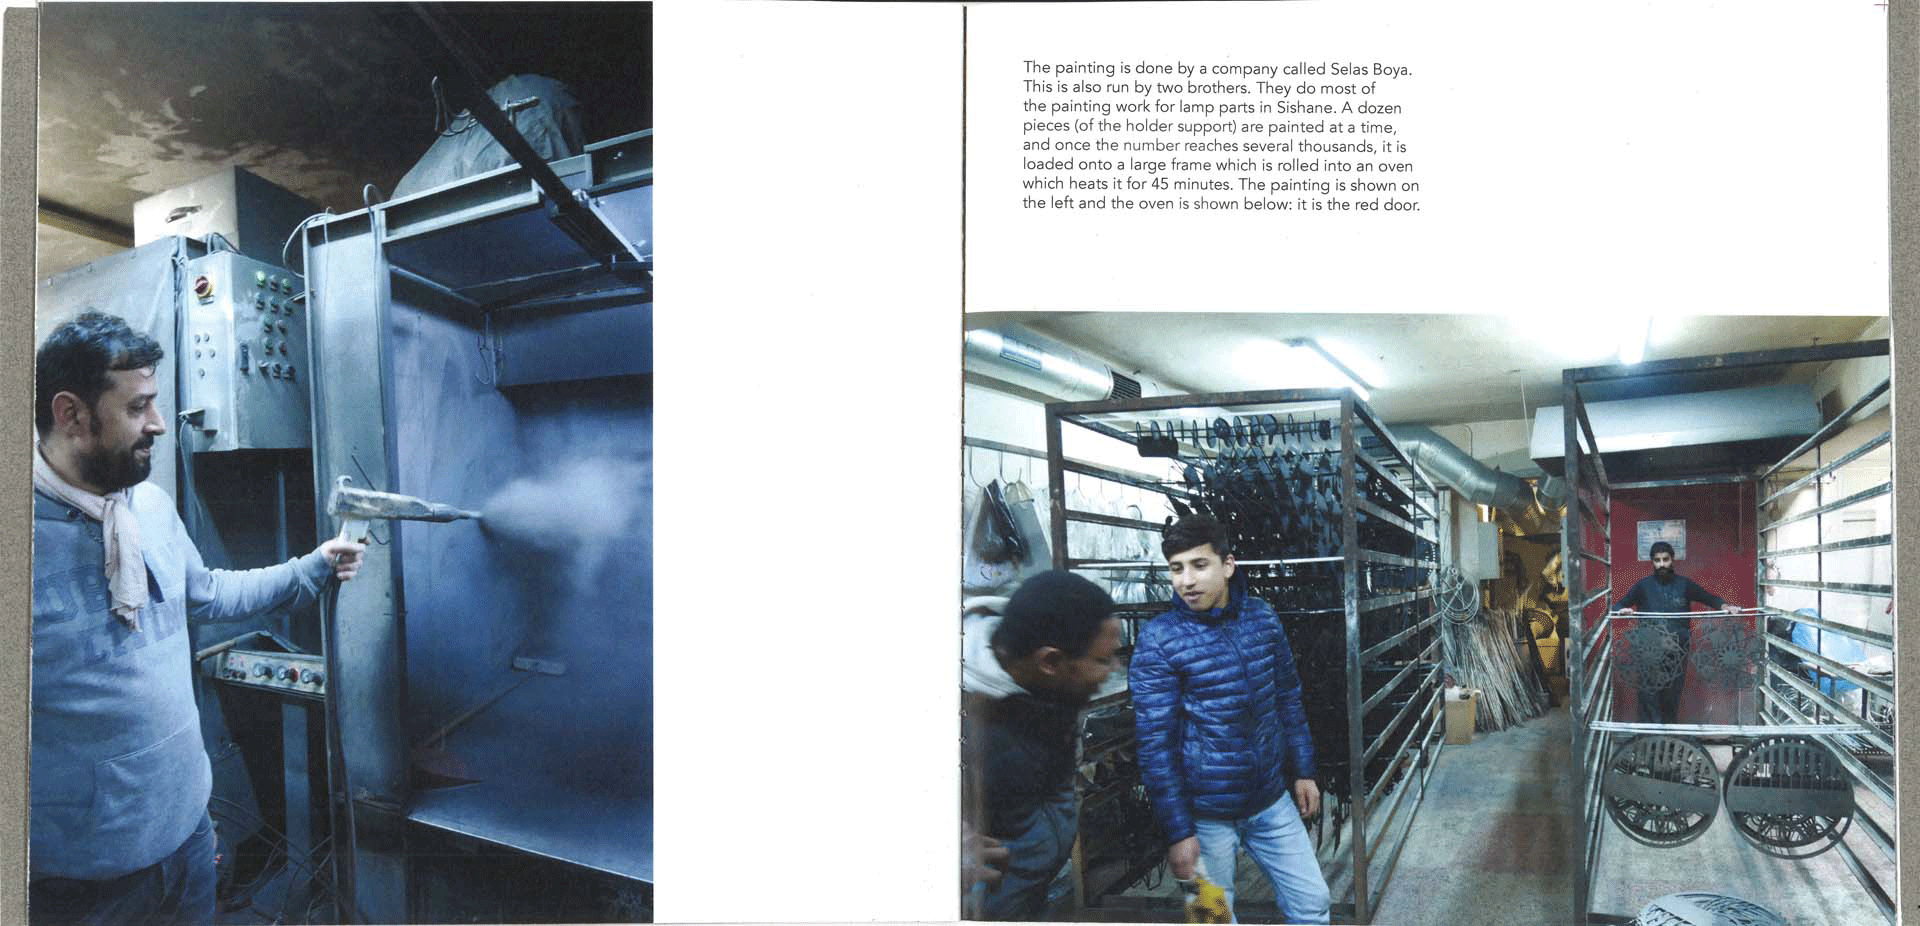 The painting is done by a company called Selas Boya.
This is also run by two brothers. They do most of
the painting work for lamp parts in Sishane. A dozen
pieces (of the holder support) are painted at a time,
and once the number reaches several thousands, it is
loaded onto a large frame which is rolled into an oven
which heats it for 45 minutes. The painting is shown on
the left and the oven is shown below: it is the red door.